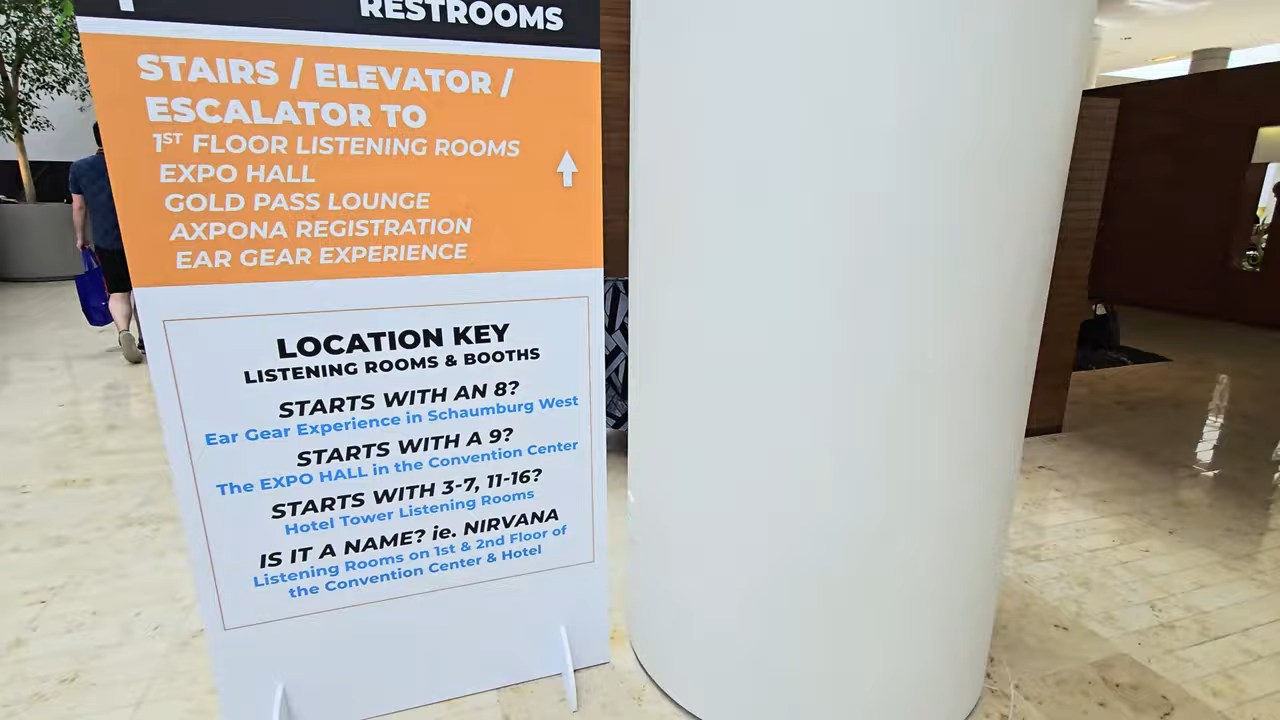 RESTROOMS
STAIRS / ELEVATOR /
ESCALATOR TO
1ST FLOOR LISTENING ROOMS
EXPO HALL
GOLD PASS LOUNGE
AXPONA REGISTRATION
EAR GEAR EXPERIENCE
LOCATION KEY
LISTENING ROOMS & BOOTHS
STARTS WITH AN 8?
Ear Gear Experience in Schaumburg West
STARTS WITH A 9?
The EXPO HALL in the Convention Center
STARTS WITH 3-7, 11-16?
Hotel Tower Listening Rooms
IS IT A NAME? ie. NIRVANA
Listening Rooms on 1st & 2nd Floor of
the Convention Center & Hotel